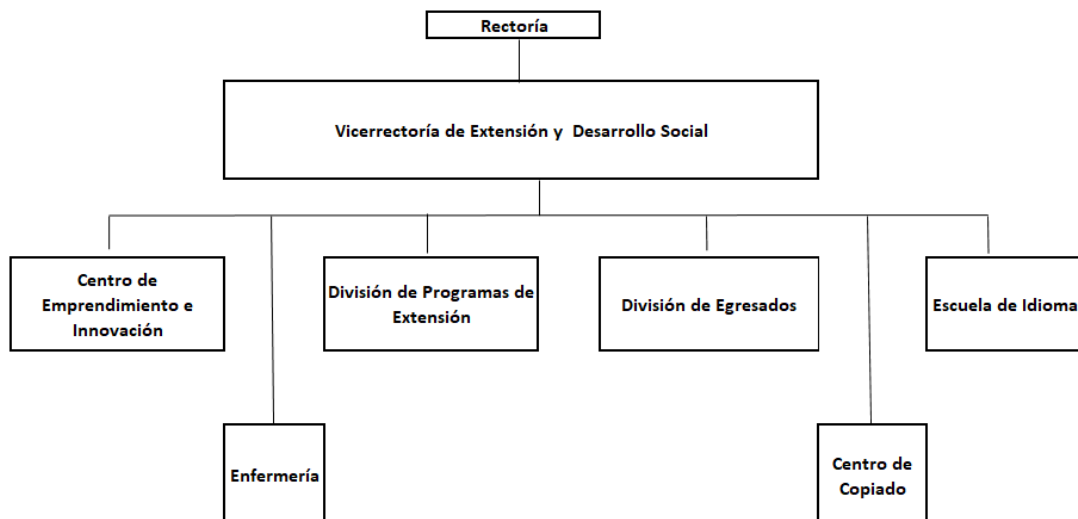 Rectoría
Vicerrectoría de Extensión y Desarrollo Social
Centro de
Emprendimiento e
Innovación
División de Programas de
Extensión
División de Egresados
Escuela de Idioma
Enfermería
Centro de
Copiado